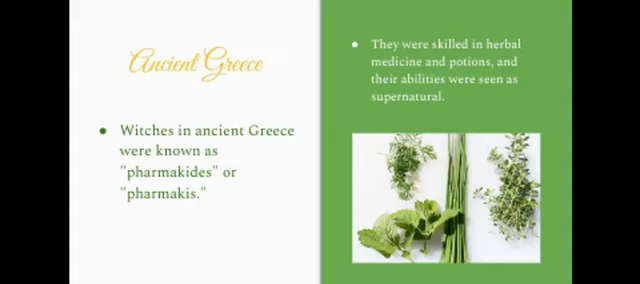 Ancient Greece
● Witches in ancient Greece
were known as
"pharmakides" or
"pharmakis."
● They were skilled in herbal
medicine and potions, and
their abilities were seen as
supernatural.